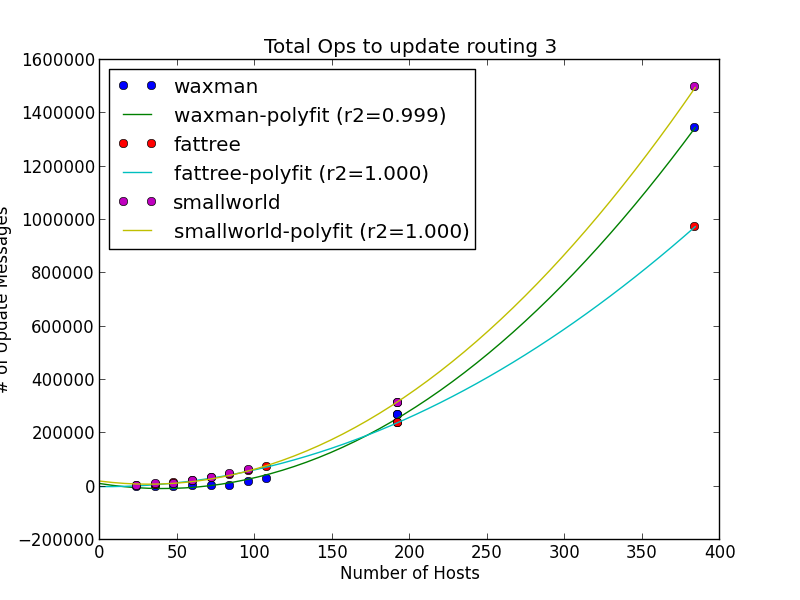 Total Ops to update routing 3
1600000
1400000
1200000
1000000
800000
600000
400000
200000
0
−200000
# of Update Messages
waxman
waxman-polyfit (r2=0.999)
fattree
fattree-polyfit (r2=1.000)
smallworld
smallworld-polyfit (r2=1.000)
0 50 100 150 200 250 300 350 400
Number of Hosts